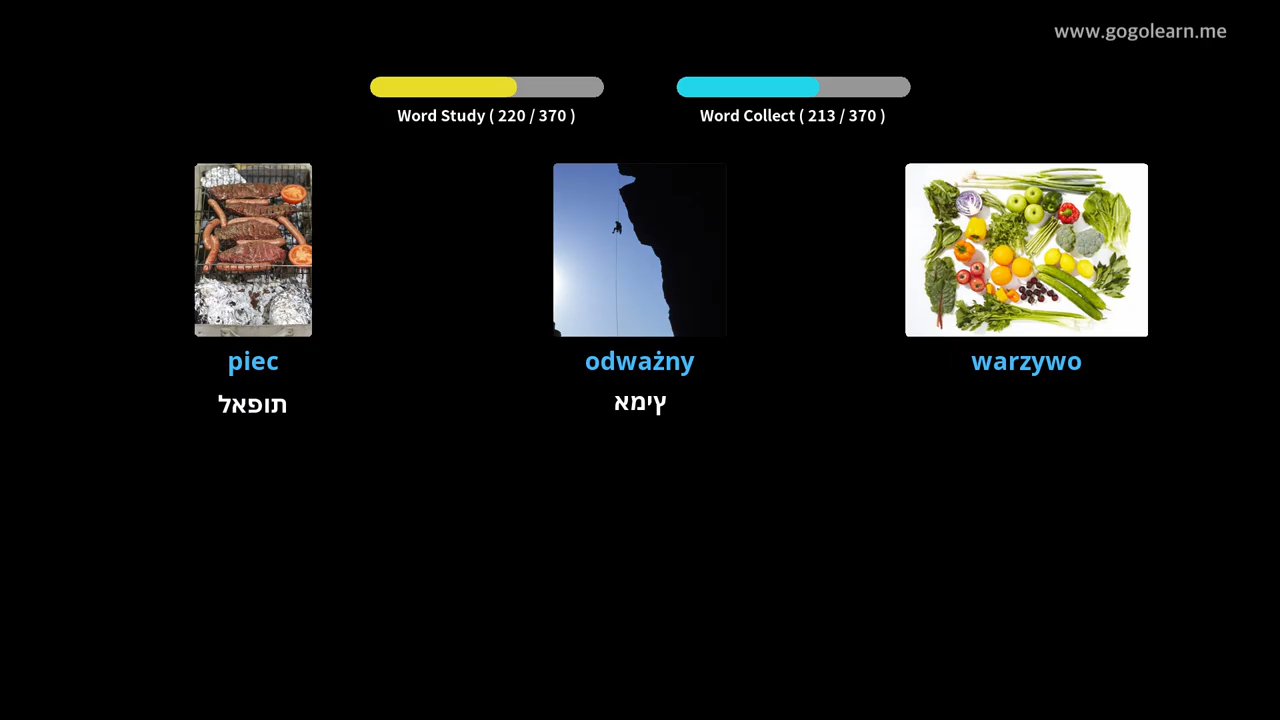 www.gogolearn.me
Word Study ( 220 / 370 )
Word Collect ( 213 / 370 )
piec
תופאל
odważny
ץימא
warzywo